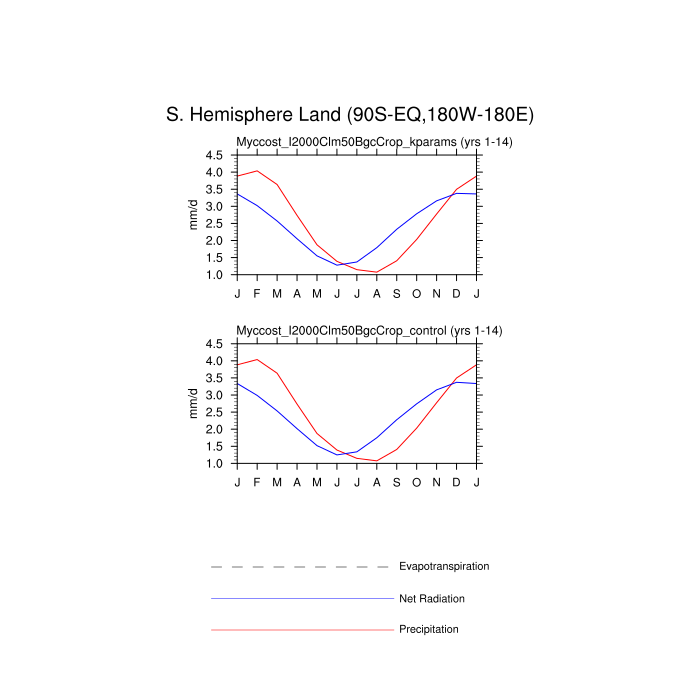 S. Hemisphere Land (90S-EQ,180W-180E)
Myccost_I2000Clm50BgcCrop_kparams (yrs 1-14)
4.5
4.0
3.5
3.0
2.5
2.0
1.5
1.0
mm/d
J F M A M J J A S O N D J
Myccost_I2000Clm50BgcCrop_control (yrs 1-14)
4.5
4.0
3.5
3.0
2.5
2.0
1.5
1.0
mm/d
J F M A M J J A S O N D J
Evapotranspiration
Net Radiation
Precipitation